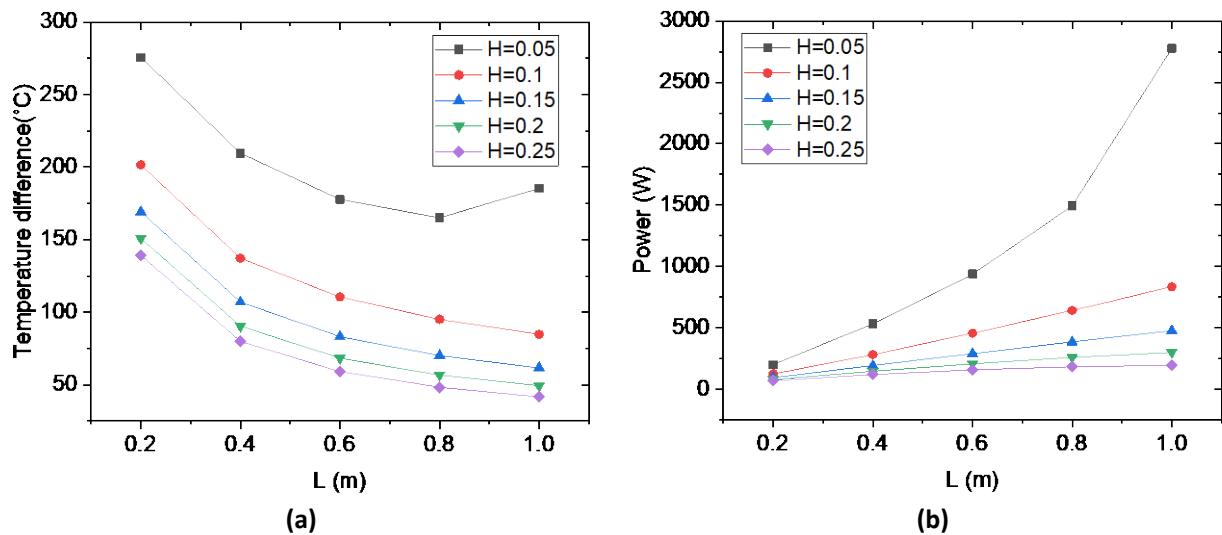 300
250
200
150
100
50
Temperature difference(°C)
H=0.05
H=0.1
H=0.15
H=0.2
H=0.25
0.2 0.4 0.6 0.8 1.0
L (m)
(a)
3000
2500
2000
1500
1000
500
0
Power (W)
H=0.05
H=0.1
H=0.15
H=0.2
H=0.25
0.2 0.4 0.6 0.8 1.0
L (m)
(b)